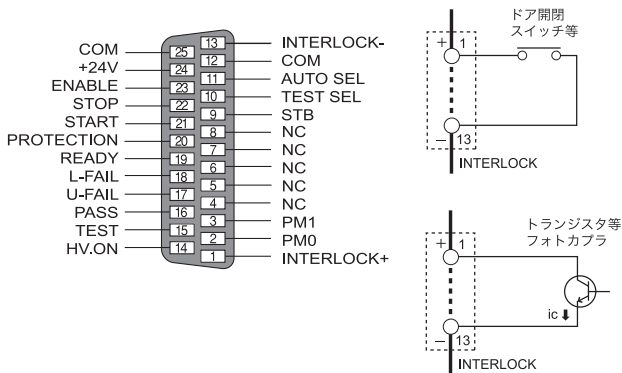 COM 25
+24V 24
ENABLE 23
STOP 22
START 21
PROTECTION 20
READY 19
L-FAIL 18
U-FAIL 17
PASS 16
TEST 15
HV.ON 14
13 INTERLOCK-
12 COM
11 AUTO SEL
10 TEST SEL
9 STB
8 NC
7 NC
6 NC
5 NC
4 NC
3 PM1
2 PM0
1 INTERLOCK+
ドア開閉
スイッチ等
+ 1
− 13
INTERLOCK
トランジスタ等
フォトカプラ
+ 1
ic
− 13
INTERLOCK